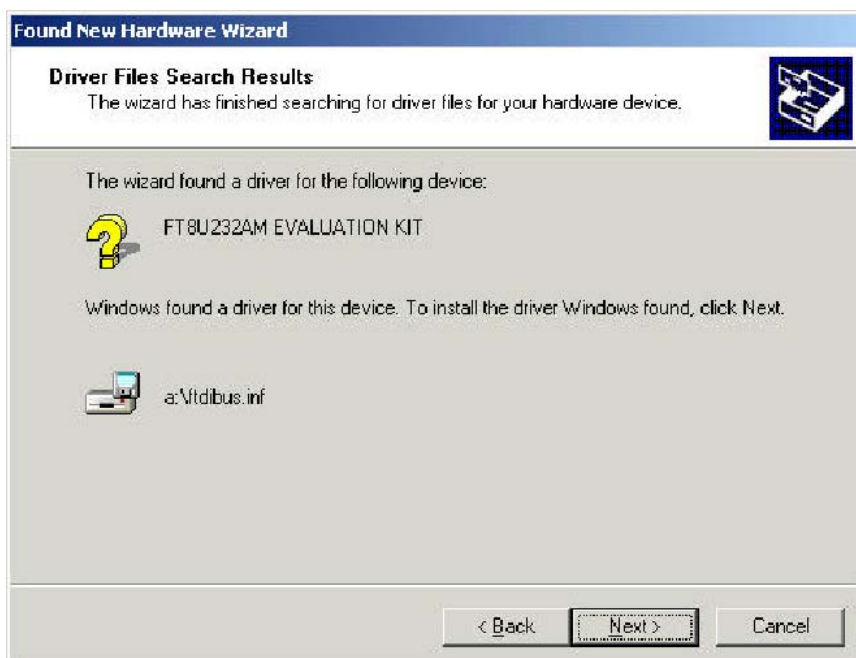 Found New Hardware Wizard
Driver Files Search Results
The wizard has finished searching for driver files for your hardware device.
The wizard found a driver for the following device:
FT8U232AM EVALUATION KIT
Windows found a driver for this device. To install the driver Windows found, click Next.
a:\ftdibus.inf
< Back
Next >
Cancel